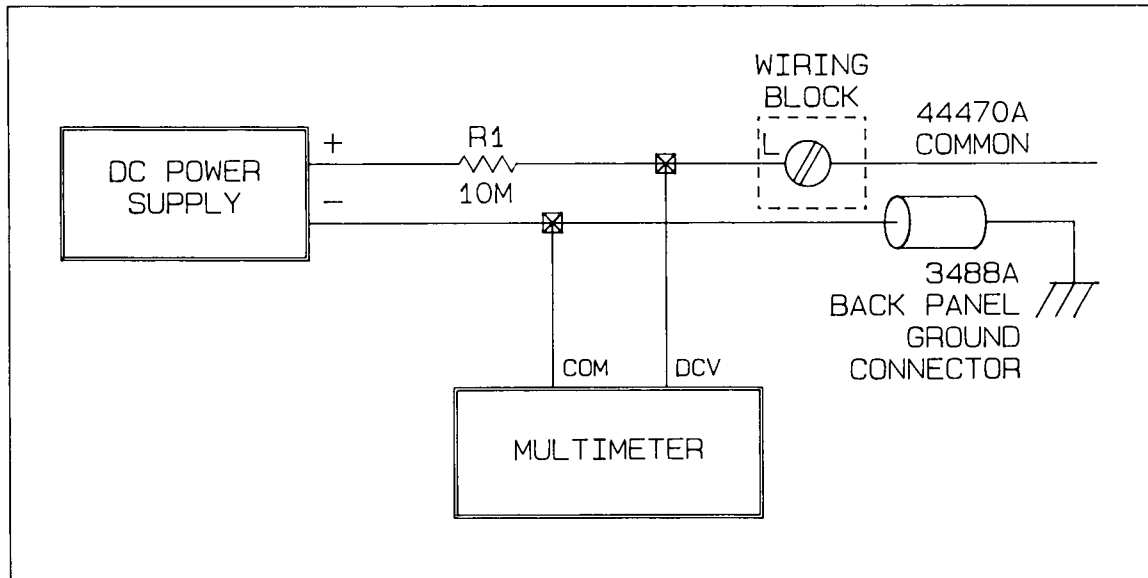 DC POWER
SUPPLY
+
−
R1
10M
WIRING
BLOCK
L
44470A
COMMON
3488A
BACK PANEL
GROUND
CONNECTOR
COM
DCV
MULTIMETER